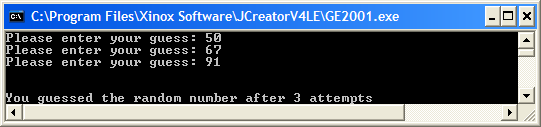 C:\Program Files\Xinox Software\JCreatorV4LE\GE2001.exe
Please enter your guess: 50
Please enter your guess: 67
Please enter your guess: 91
You guessed the random number after 3 attempts